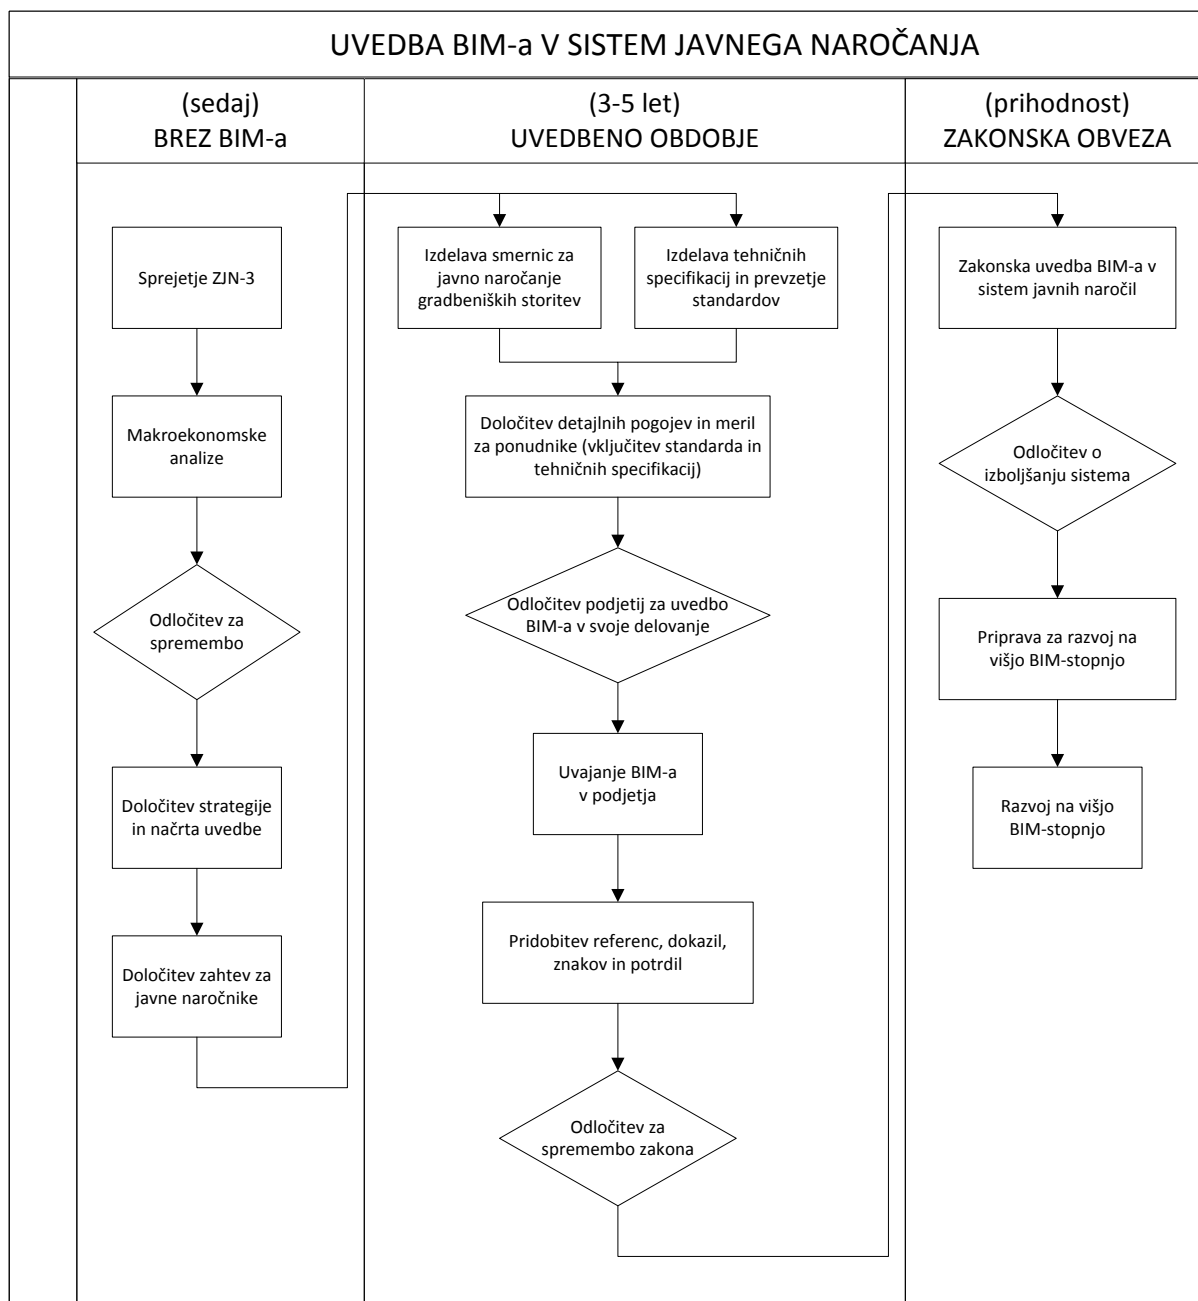 UVEDBA BIM-a V SISTEM JAVNEGA NAROČANJA
(sedaj)
BREZ BIM-a
(3-5 let)
UVEDBENO OBDOBJE
(prihodnost)
ZAKONSKA OBVEZA
Sprejetje ZJN-3
Makroekonomske
analize
Odločitev za
spremembo
Določitev strategije
in načrta uvedbe
Določitev zahtev za
javne naročnike
Izdelava smernic za
javno naročanje
gradbeniških storitev
Izdelava tehničnih
specifikacij in prevzetje
standardov
Določitev detajlnih pogojev in meril
za ponudnike (vključitev standarda in
tehničnih specifikacij)
Odločitev podjetij za uvedbo
BIM-a v svoje delovanje
Uvajanje BIM-a
v podjetja
Pridobitev referenc, dokazil,
znakov in potrdil
Odločitev za
spremembo zakona
Zakonska uvedba BIM-a v
sistem javnih naročil
Odločitev o
izboljšanju sistema
Priprava za razvoj na
višjo BIM-stopnjo
Razvoj na višjo
BIM-stopnjo